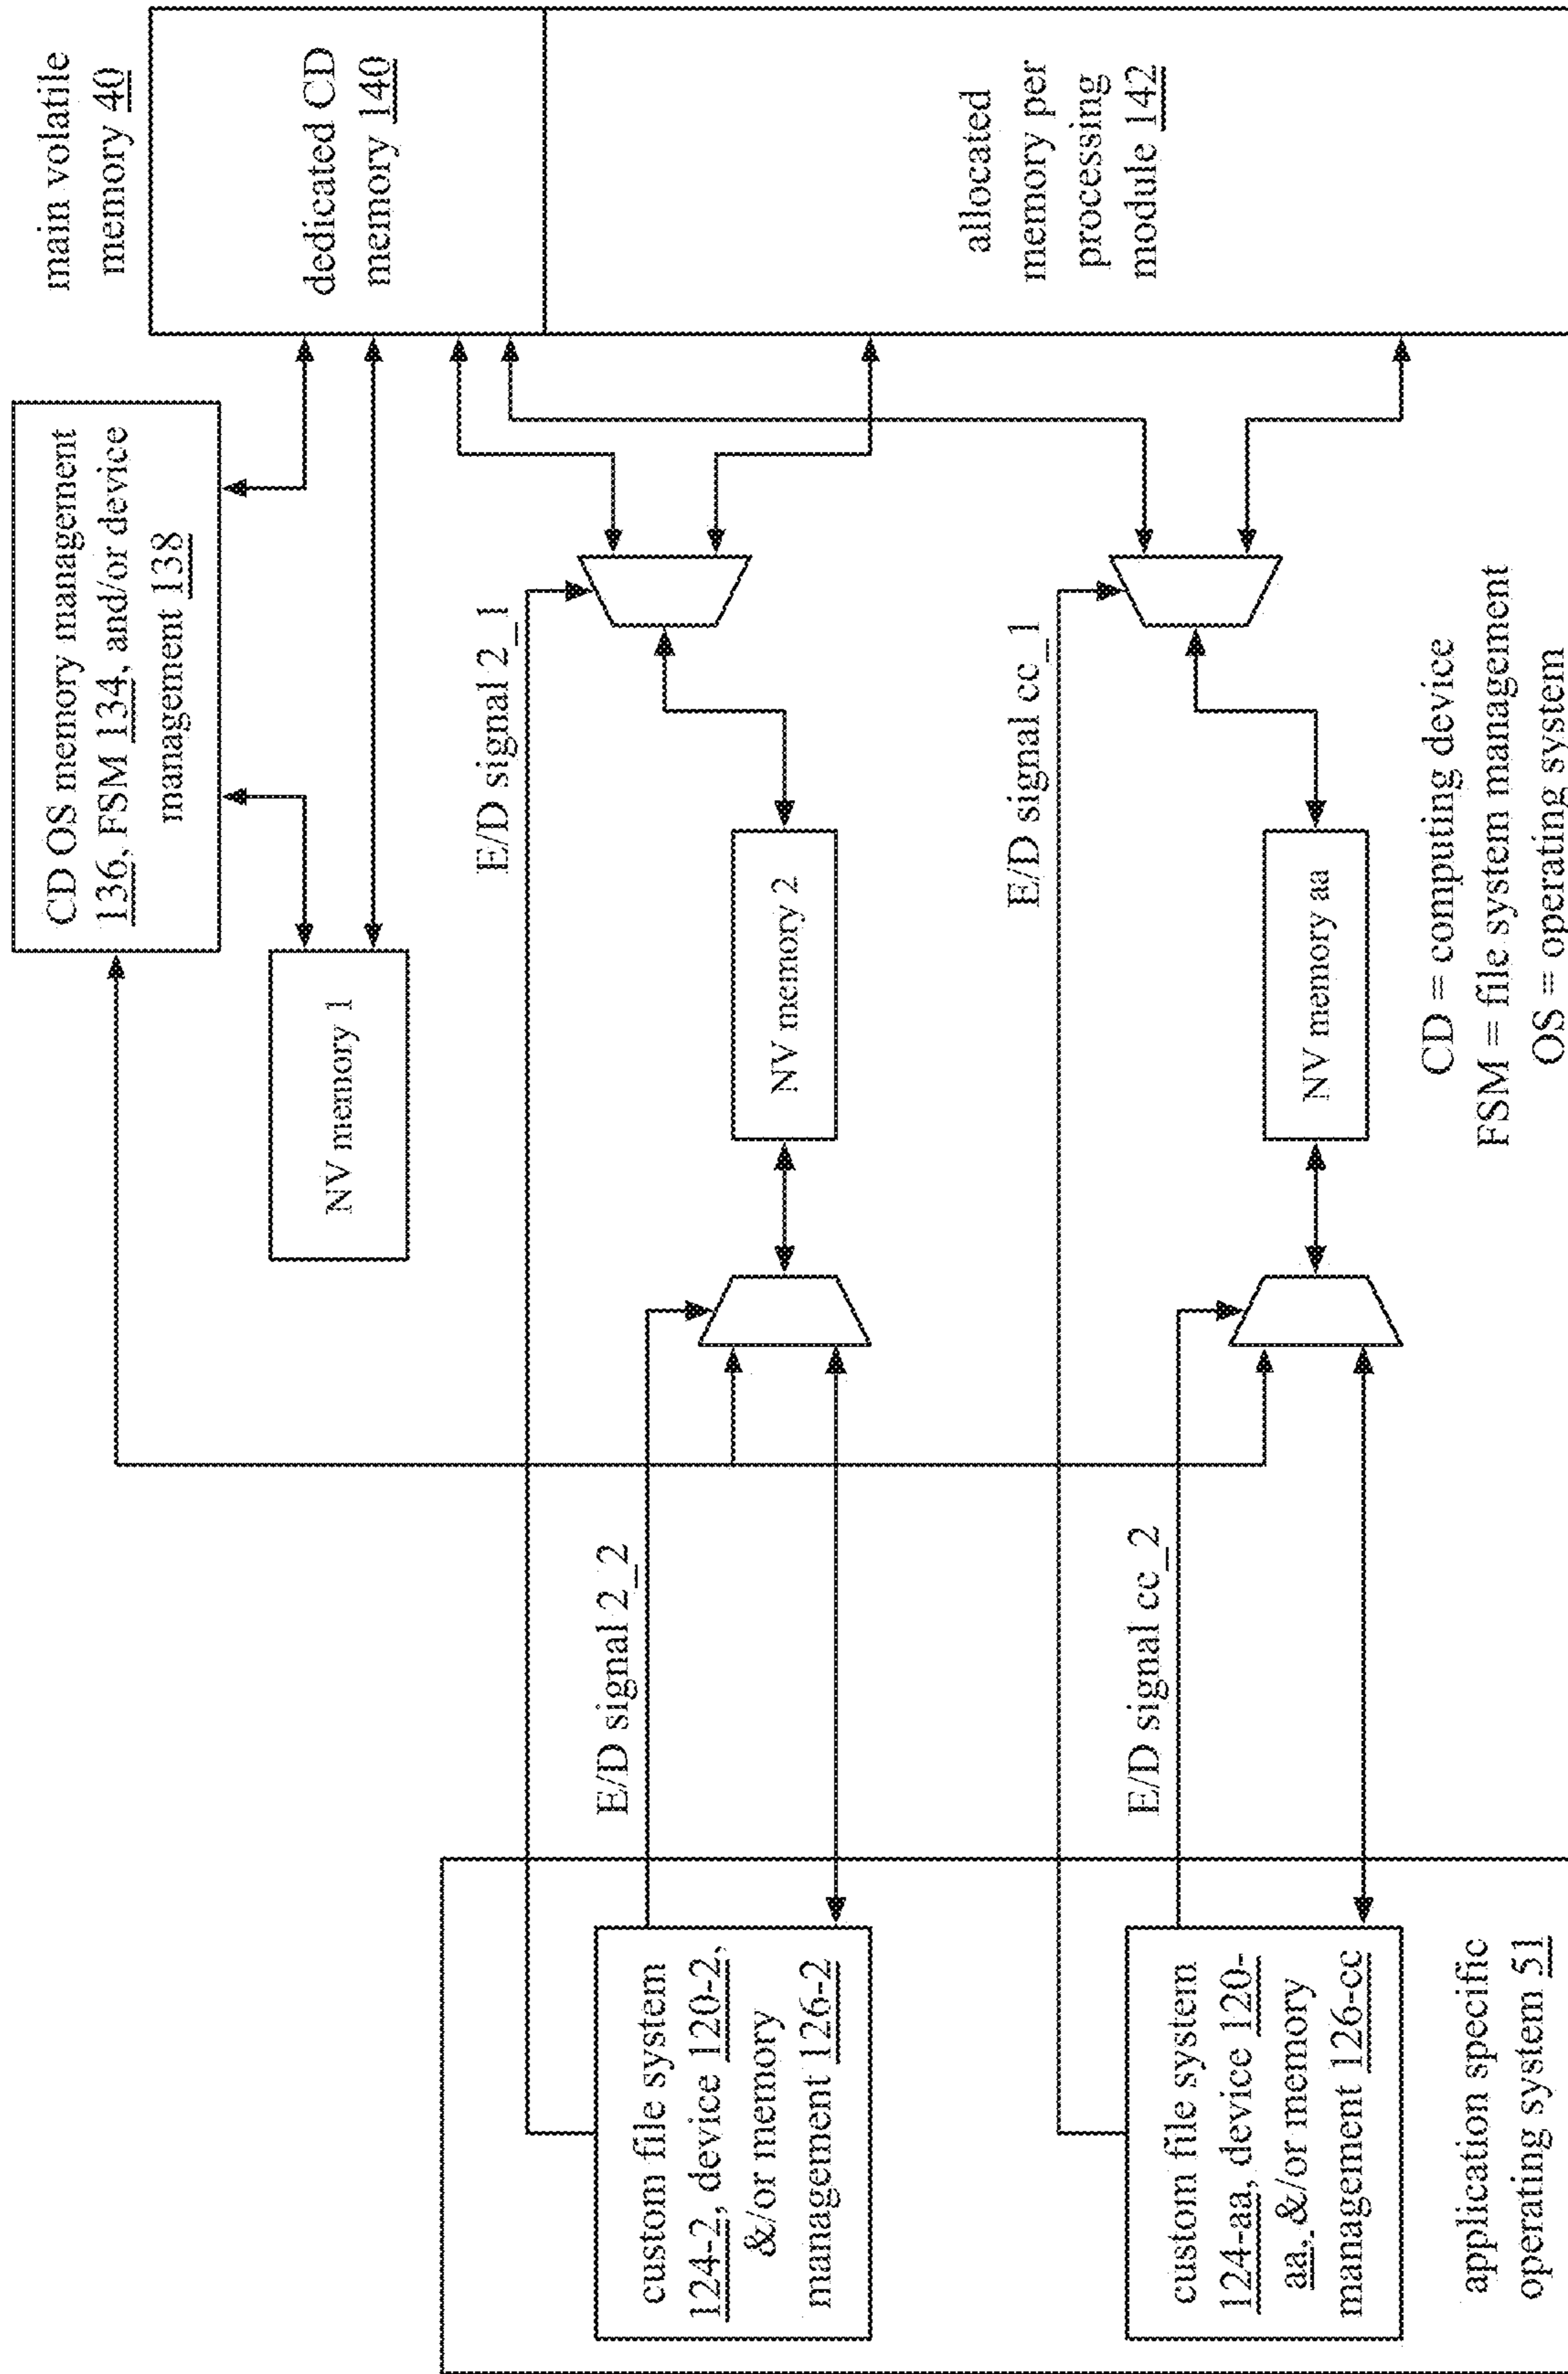 main volatile
memory 40
dedicated CD
memory 140
allocated
memory per
processing
module 142
CD OS memory management
136, FSM 134, and/or device
management 138
NV memory 1
E/D signal 2_1
NV memory 2
E/D signal 2_2
custom file system
124-2, device 120-2,
&/or memory
management 126-2
E/D signal cc_1
NV memory aa
E/D signal cc_2
custom file system
124-aa, device 120-
aa, &/or memory
management 126-cc
application specific
operating system 51
CD = computing device
FSM = file system management
OS = operating system